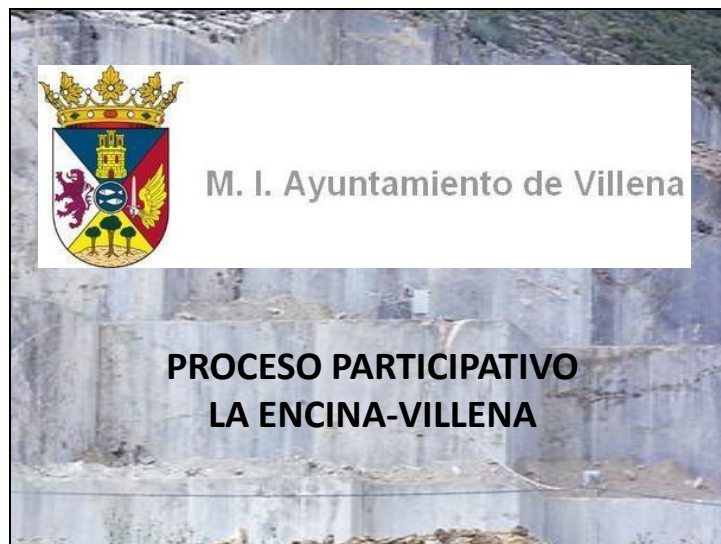 M. I. Ayuntamiento de Villena
PROCESO PARTICIPATIVO
LA ENCINA-VILLENA